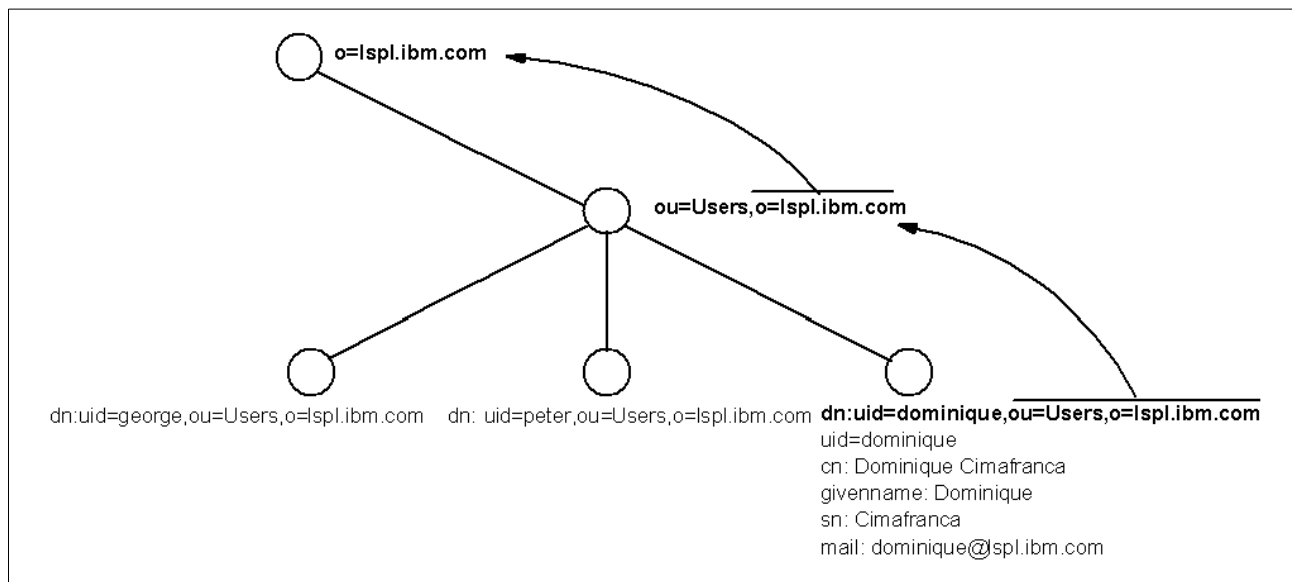 o=lspl.ibm.com
ou=Users,o=lspl.ibm.com
dn:uid=george,ou=Users,o=lspl.ibm.com
dn: uid=peter,ou=Users,o=lspl.ibm.com
dn:uid=dominique,ou=Users,o=lspl.ibm.com
uid=dominique
cn: Dominique Cimafranca
givenname: Dominique
sn: Cimafranca
mail: dominique@lspl.ibm.com